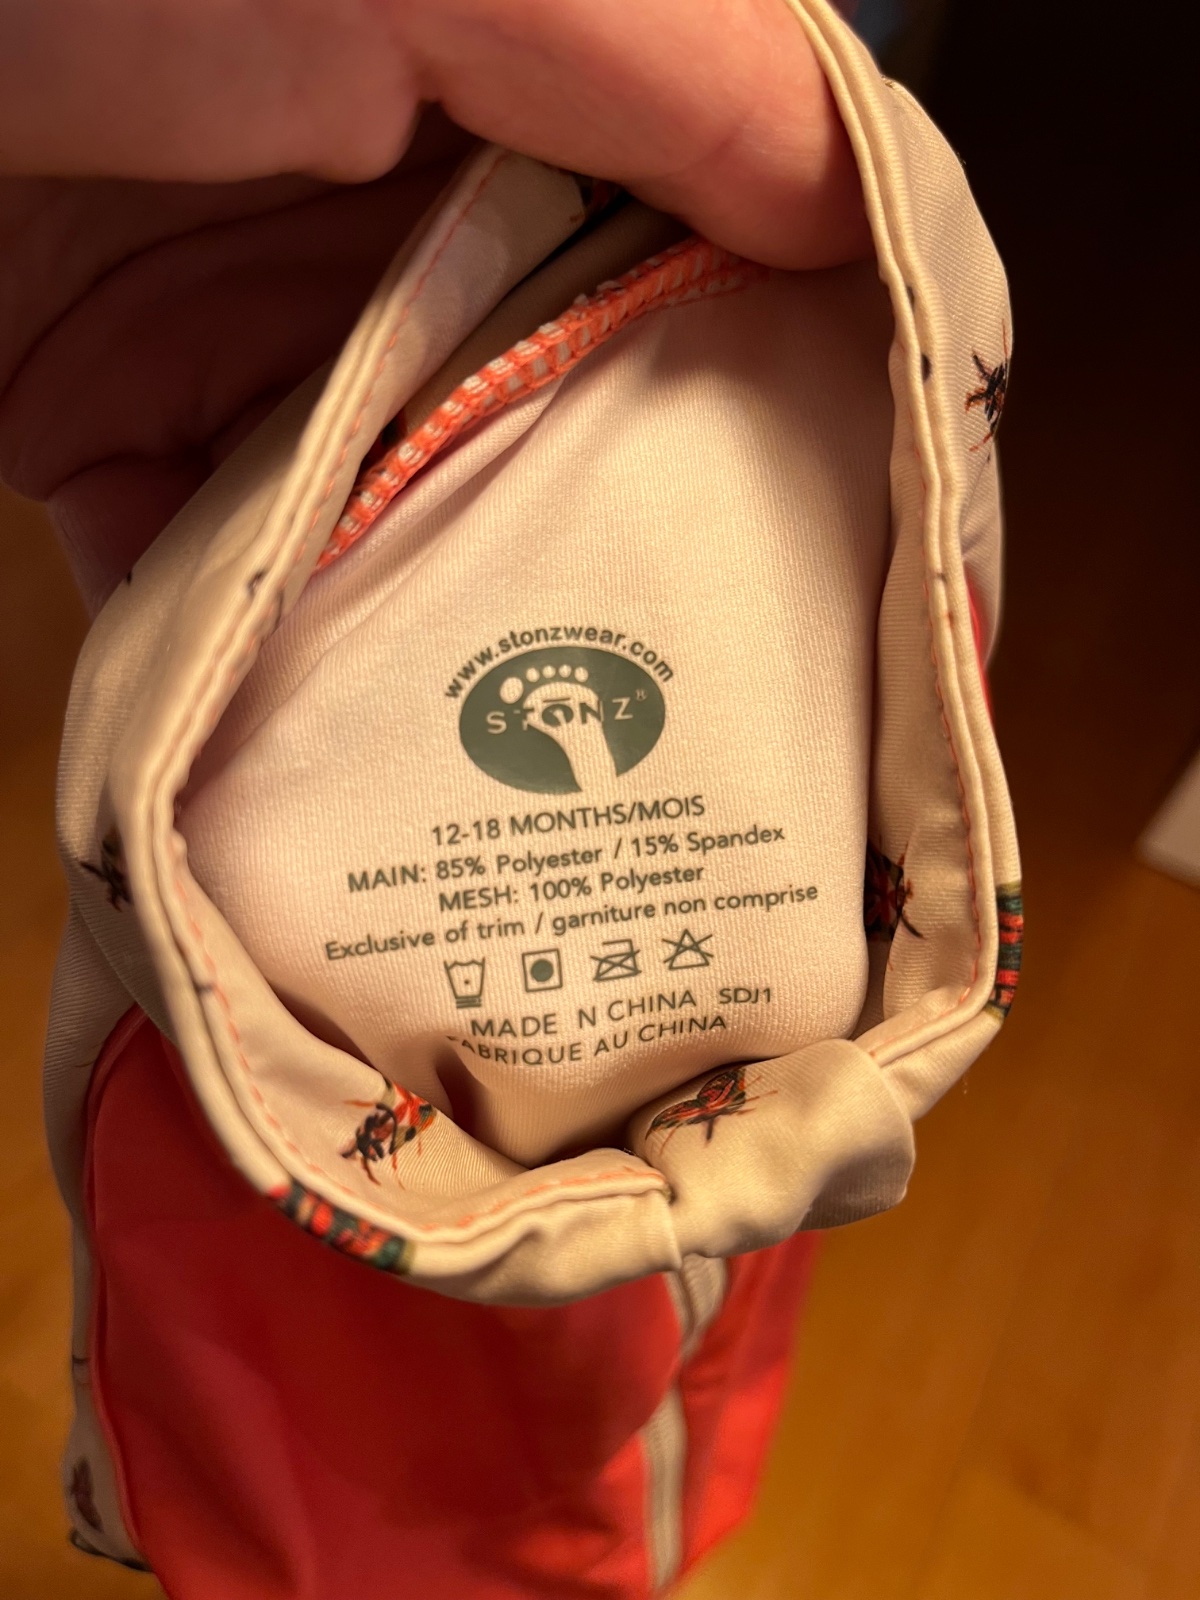 www.stonzwear.com
STONZ®
12-18 MONTHS/MOIS
MAIN: 85% Polyester / 15% Spandex
MESH: 100% Polyester
Exclusive of trim / garniture non comprise
MADE N CHINA SDJ1
FABRIQUE AU CHINA